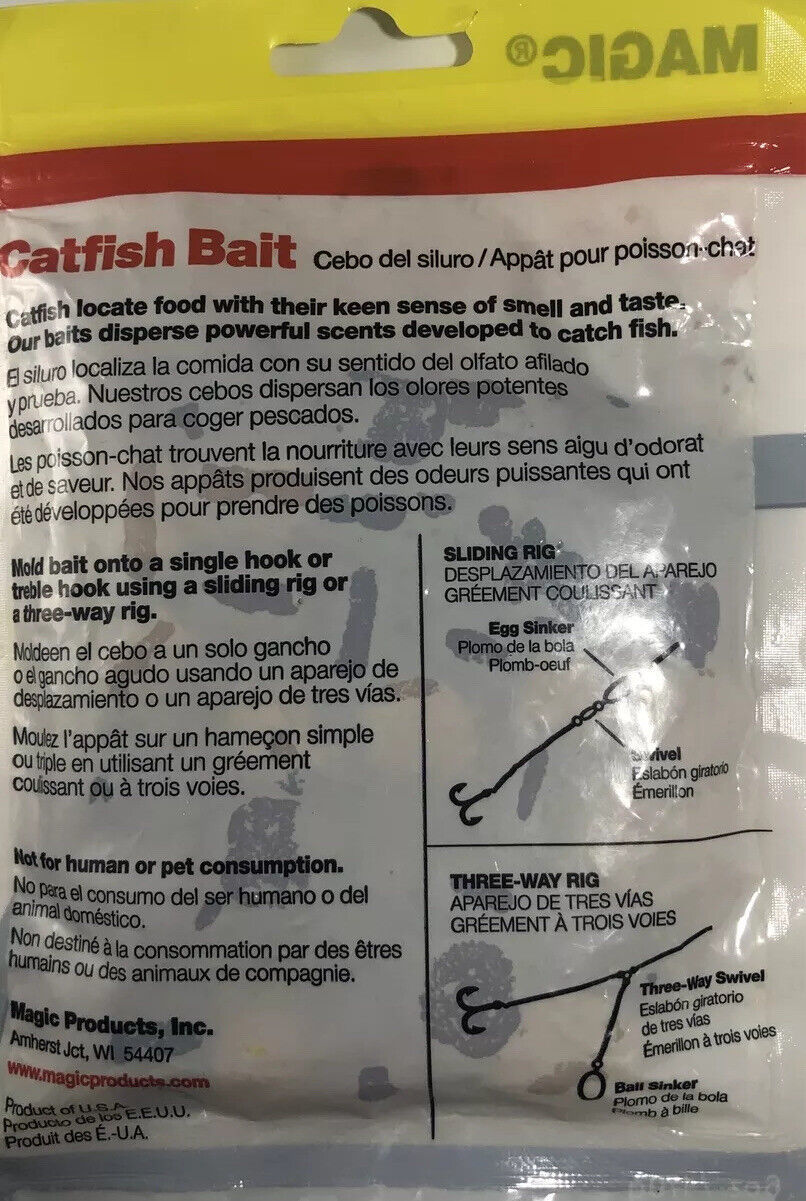 MAGIC®
Catfish Bait Cebo del siluro / Appât pour poisson-chat
Catfish locate food with their keen sense of smell and taste.
Our baits disperse powerful scents developed to catch fish.
El siluro localiza la comida con su sentido del olfato afilado
y prueba. Nuestros cebos dispersan los olores potentes
desarrollados para coger pescados.
Les poisson-chat trouvent la nourriture avec leurs sens aigu d'odorat
et de saveur. Nos appâts produisent des odeurs puissantes qui ont
été développées pour prendre des poissons.
Mold bait onto a single hook or
treble hook using a sliding rig or
a three-way rig.
Moldeen el cebo a un solo gancho
o el gancho agudo usando un aparejo de
desplazamiento o un aparejo de tres vías.
Moulez l'appât sur un hameçon simple
ou triple en utilisant un gréement
coulissant ou à trois voies.
Not for human or pet consumption.
No para el consumo del ser humano o del
animal doméstico.
Non destiné à la consommation par des êtres
humains ou des animaux de compagnie.
Magic Products, Inc.
Amherst Jct, WI 54407
www.magicproducts.com
Product of U.S.A.
Producto de los E.E.U.U.
Produit des É.-U.A.
SLIDING RIG
DESPLAZAMIENTO DEL APAREJO
GRÉEMENT COULISSANT
Egg Sinker
Plomo de la bola
Plomb-oeuf
Swivel
Eslabón giratorio
Émerillon
THREE-WAY RIG
APAREJO DE TRES VÍAS
GRÉEMENT À TROIS VOIES
Three-Way Swivel
Eslabón giratorio
de tres vías
Émerillon à trois voies
Ball Sinker
Plomo de la bola
Plomb à bille